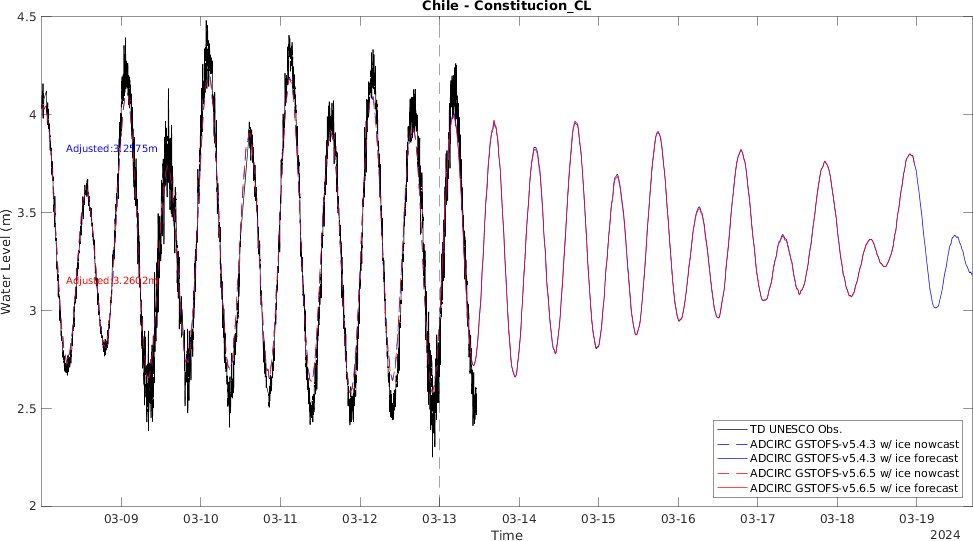 Chile - Constitucion_CL
4.5
4
3.5
3
2.5
2
Water Level (m)
Adjusted:3.2575m
Adjusted:3.2602m
TD UNESCO Obs.
ADCIRC GSTOFS-v5.4.3 w/ ice nowcast
ADCIRC GSTOFS-v5.4.3 w/ ice forecast
ADCIRC GSTOFS-v5.6.5 w/ ice nowcast
ADCIRC GSTOFS-v5.6.5 w/ ice forecast
03-09 03-10 03-11 03-12 03-13 03-14 03-15 03-16 03-17 03-18 03-19
Time
2024